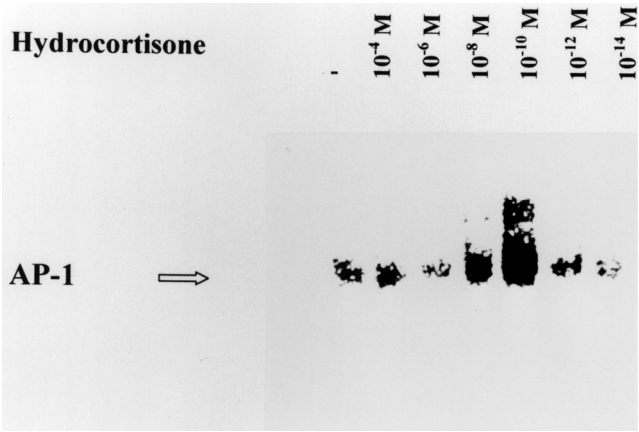 Hydrocortisone
-
10⁻⁴ M
10⁻⁶ M
10⁻⁸ M
10⁻¹⁰ M
10⁻¹² M
10⁻¹⁴ M
AP-1